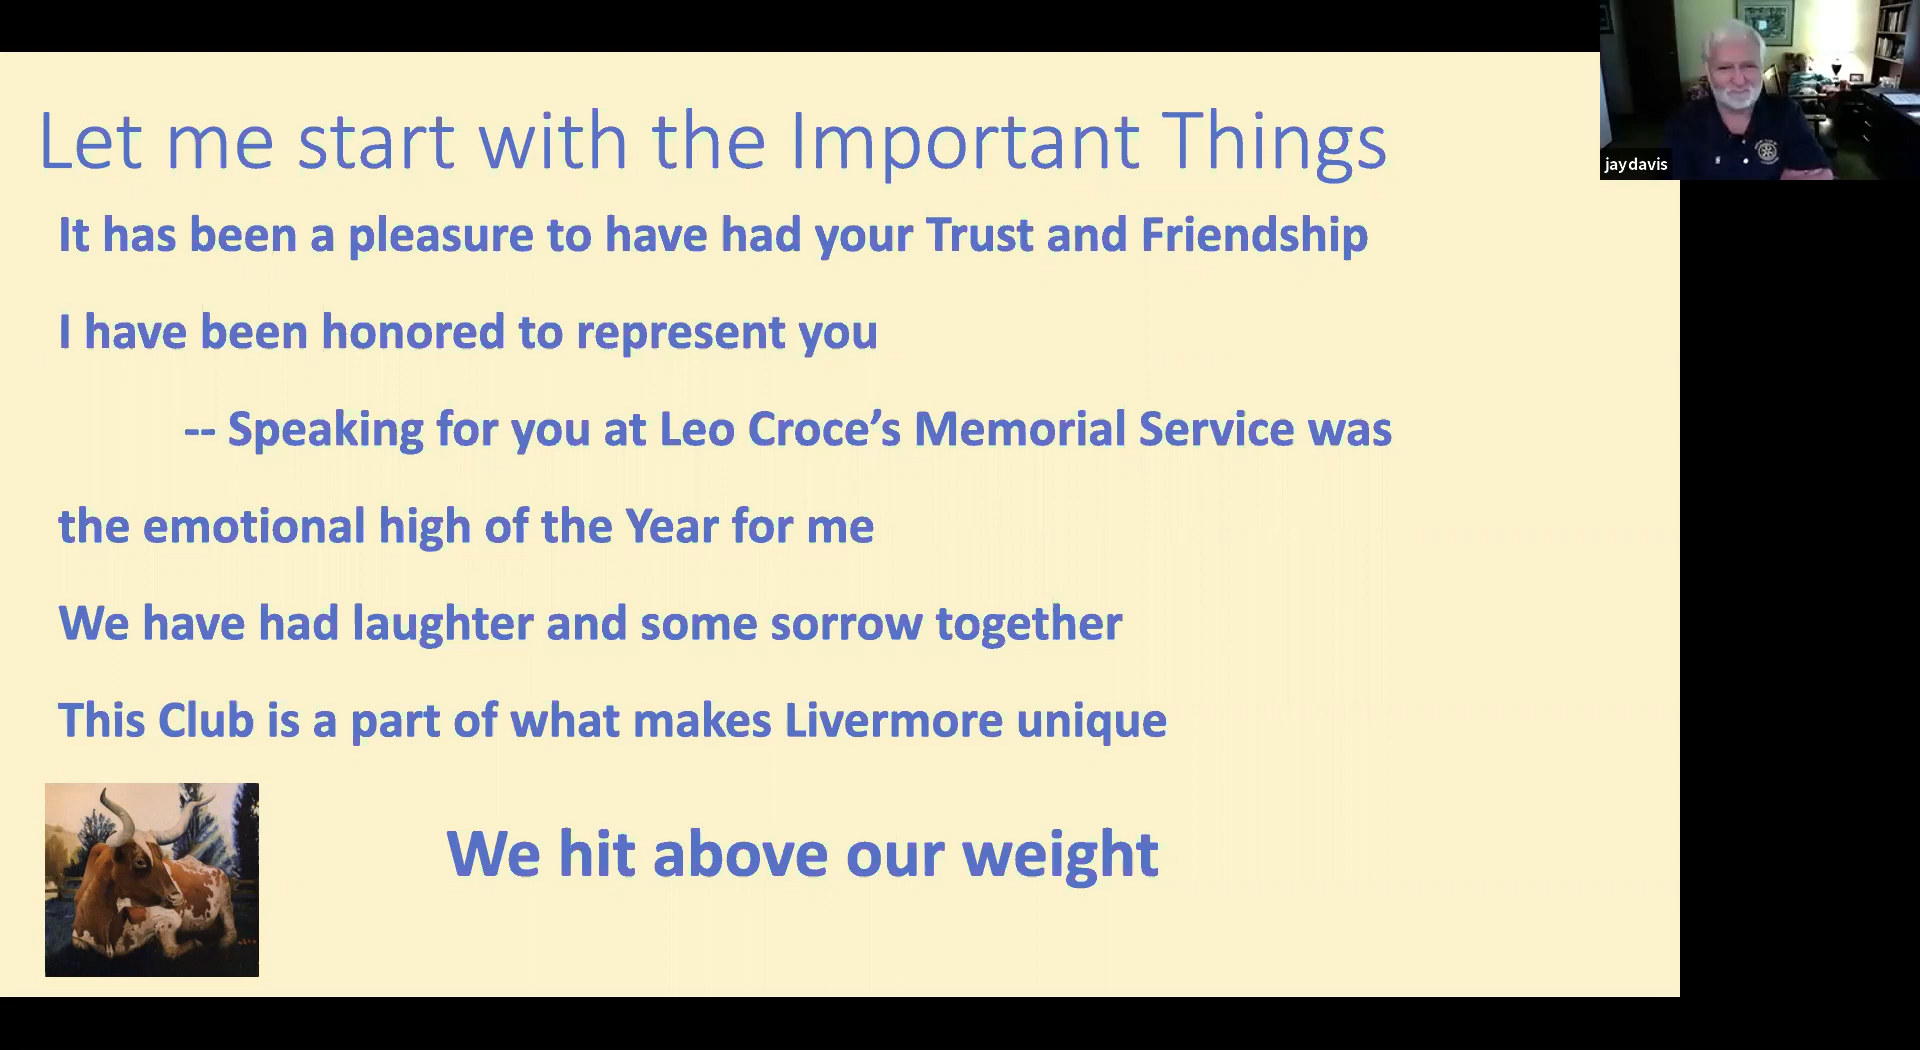 Let me start with the Important Things
It has been a pleasure to have had your Trust and Friendship
I have been honored to represent you
-- Speaking for you at Leo Croce’s Memorial Service was
the emotional high of the Year for me
We have had laughter and some sorrow together
This Club is a part of what makes Livermore unique
We hit above our weight
jaydavis